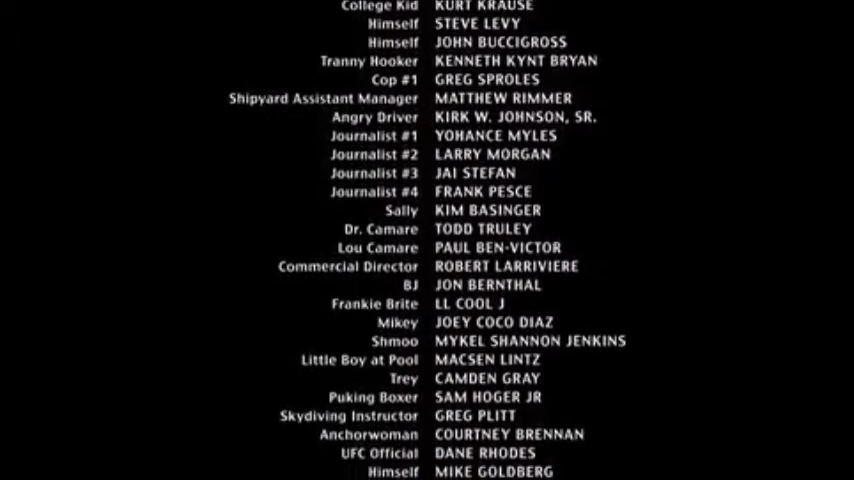 College Kid KURT KRAUSE
Himself STEVE LEVY
Himself JOHN BUCCIGROSS
Tranny Hooker KENNETH KYNT BRYAN
Cop #1 GREG SPROLES
Shipyard Assistant Manager MATTHEW RIMMER
Angry Driver KIRK W. JOHNSON, SR.
Journalist #1 YOHANCE MYLES
Journalist #2 LARRY MORGAN
Journalist #3 JAI STEFAN
Journalist #4 FRANK PESCE
Sally KIM BASINGER
Dr. Camare TODD TRULEY
Lou Camare PAUL BEN-VICTOR
Commercial Director ROBERT LARRIVIERE
BJ JON BERNTHAL
Frankie Brite LL COOL J
Mikey JOEY COCO DIAZ
Shmoo MYKEL SHANNON JENKINS
Little Boy at Pool MACSEN LINTZ
Trey CAMDEN GRAY
Puking Boxer SAM HOGER JR
Skydiving Instructor GREG PLITT
Anchorwoman COURTNEY BRENNAN
UFC Official DANE RHODES
Himself MIKE GOLDBERG